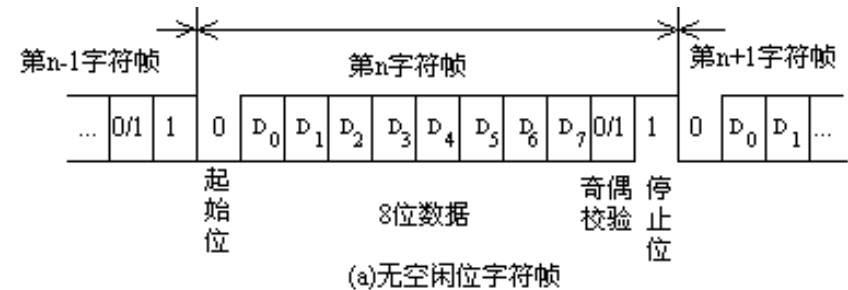 第n-1字符帧 第n字符帧 第n+1字符帧
... 0/1 1 0 D0 D1 D2 D3 D4 D5 D6 D7 0/1 1 0 D0 D1 ...
起始位 8位数据 奇偶校验 停止位
(a)无空闲位字符帧